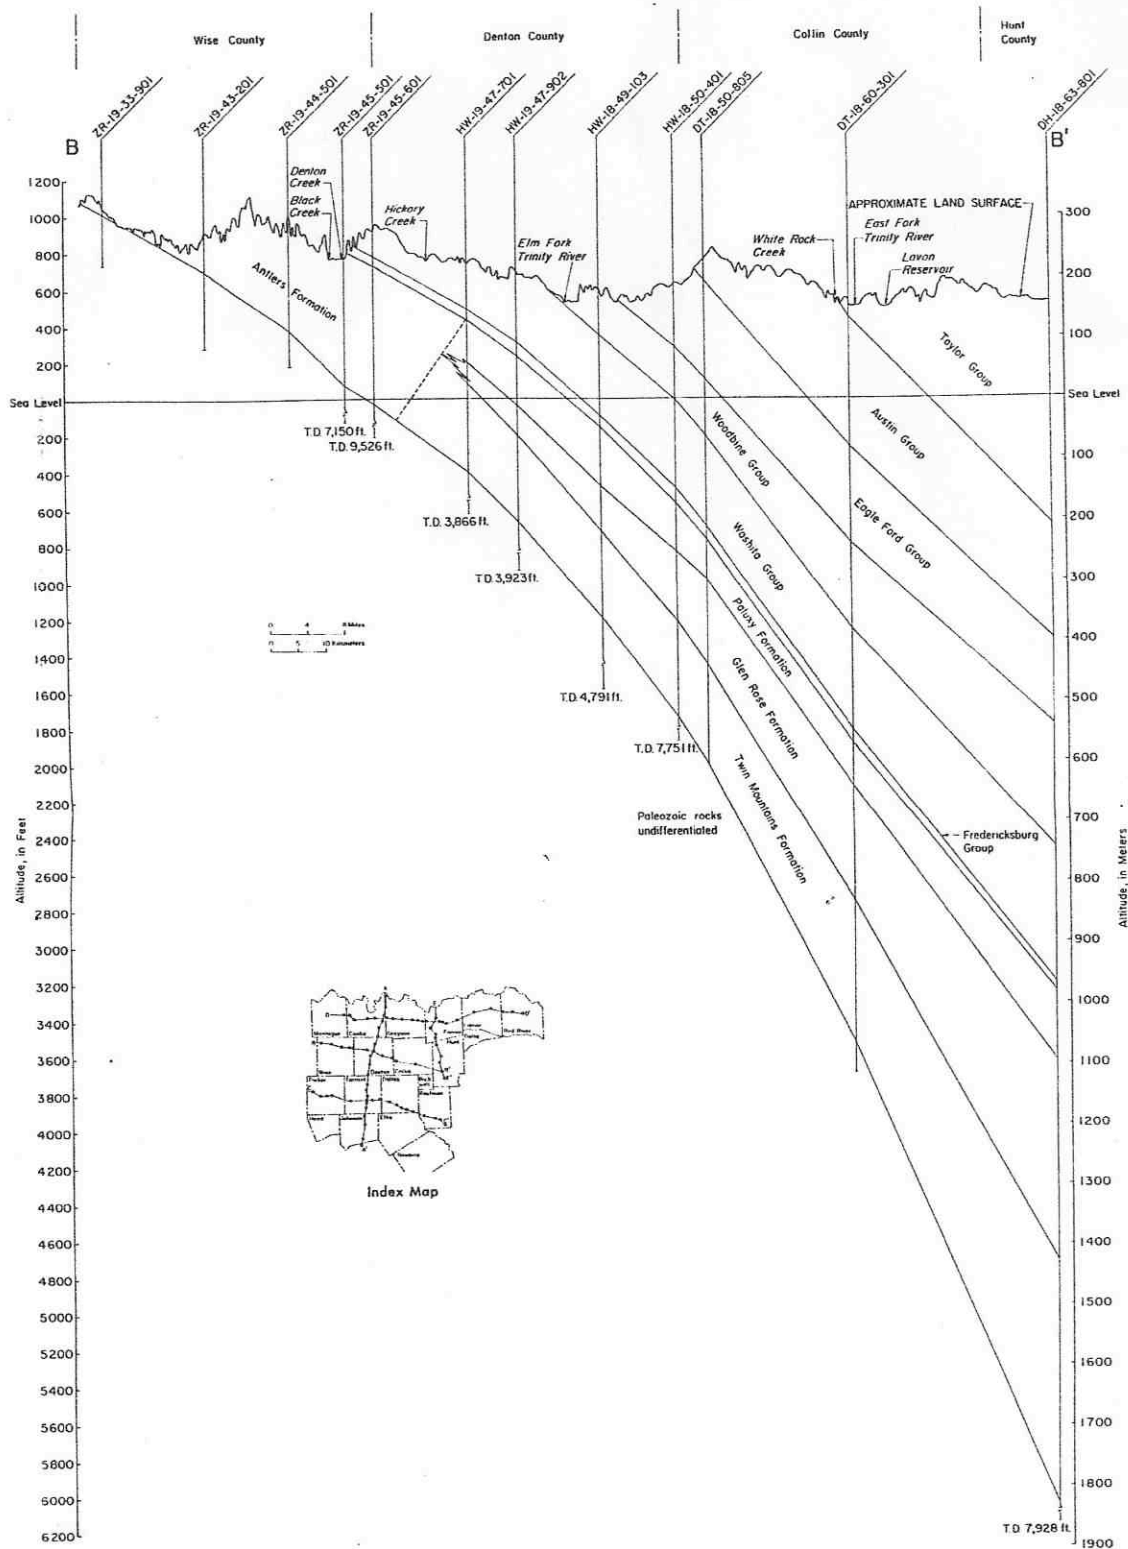 Wise County
Denton County
Collin County
Hunt
County
ZR-19-33-901
ZR-19-43-201
ZR-19-44-501
ZR-19-45-501
ZR-19-45-601
HW-19-47-701
HW-19-47-902
HW-18-49-103
HW-18-50-401
DT-18-50-805
DT-18-60-301
DH-18-63-801
B
B'
1200
1000
800
600
400
200
Sea Level
200
400
600
800
1000
1200
1400
1600
1800
2000
2200
2400
2600
2800
3000
3200
3400
3600
3800
4000
4200
4400
4600
4800
5000
5200
5400
5600
5800
6000
6200
Altitude, in Feet
Denton
Creek
Black
Creek
Hickory
Creek
Elm Fork
Trinity River
White Rock
Creek
APPROXIMATE LAND SURFACE
East Fork
Trinity River
Lavon
Reservoir
Antlers Formation
Taylor Group
Austin Group
Eagle Ford Group
Woodbine Group
Washita Group
Paluxy Formation
Glen Rose Formation
Twin Mountains Formation
Fredericksburg
Group
Paleozoic rocks
undifferentiated
T.D. 7,150 ft.
T.D. 9,526 ft.
T.D. 3,866 ft.
T.D. 3,923 ft.
T.D. 4,791 ft.
T.D. 7,751 ft.
T.D. 7,928 ft.
0 4 8 Miles
0 5 10 Kilometers
Index Map
300
200
100
Sea Level
100
200
300
400
500
600
700
800
900
1000
1100
1200
1300
1400
1500
1600
1700
1800
1900
Altitude, in Meters